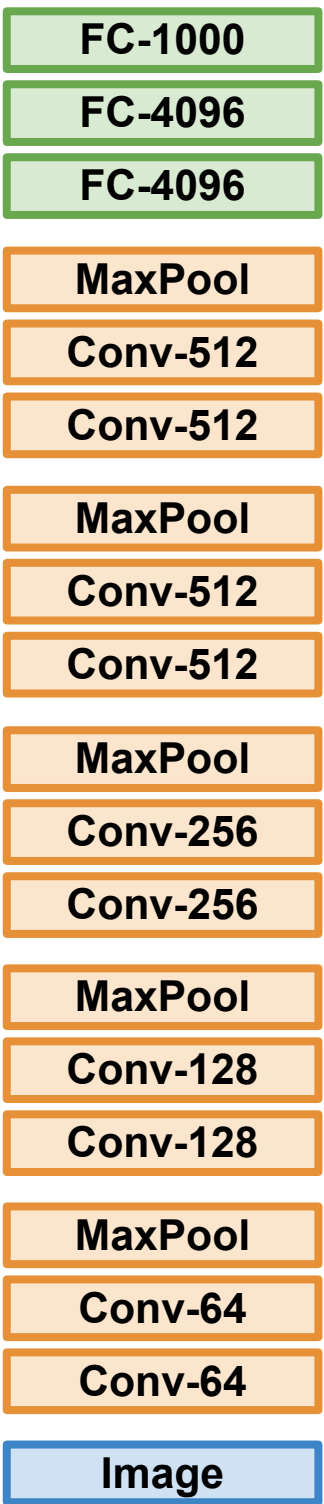 FC-1000
FC-4096
FC-4096
MaxPool
Conv-512
Conv-512
MaxPool
Conv-512
Conv-512
MaxPool
Conv-256
Conv-256
MaxPool
Conv-128
Conv-128
MaxPool
Conv-64
Conv-64
Image